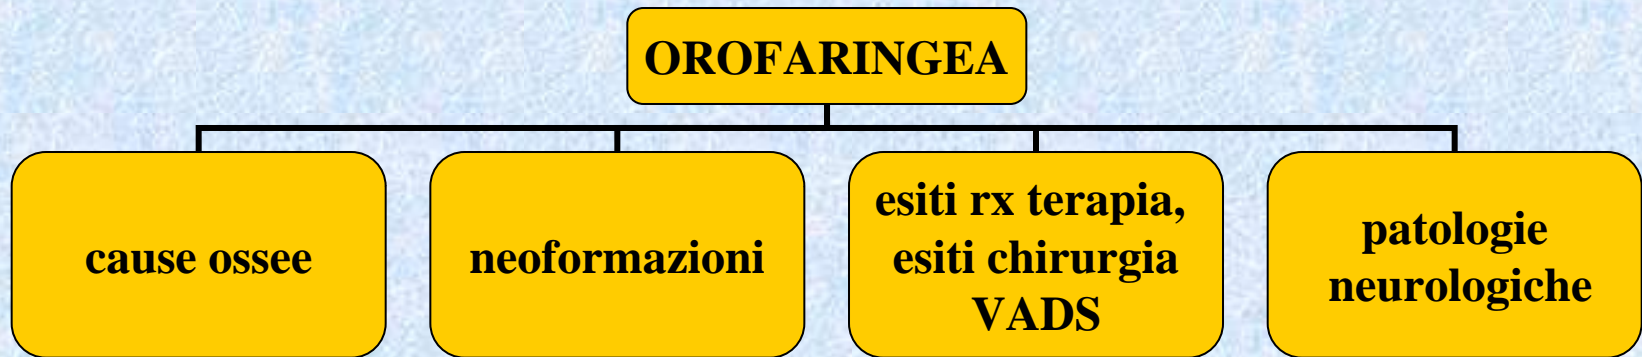 OROFARINGEA
cause ossee
neoformazioni
esiti rx terapia,
esiti chirurgia
VADS
patologie
neurologiche